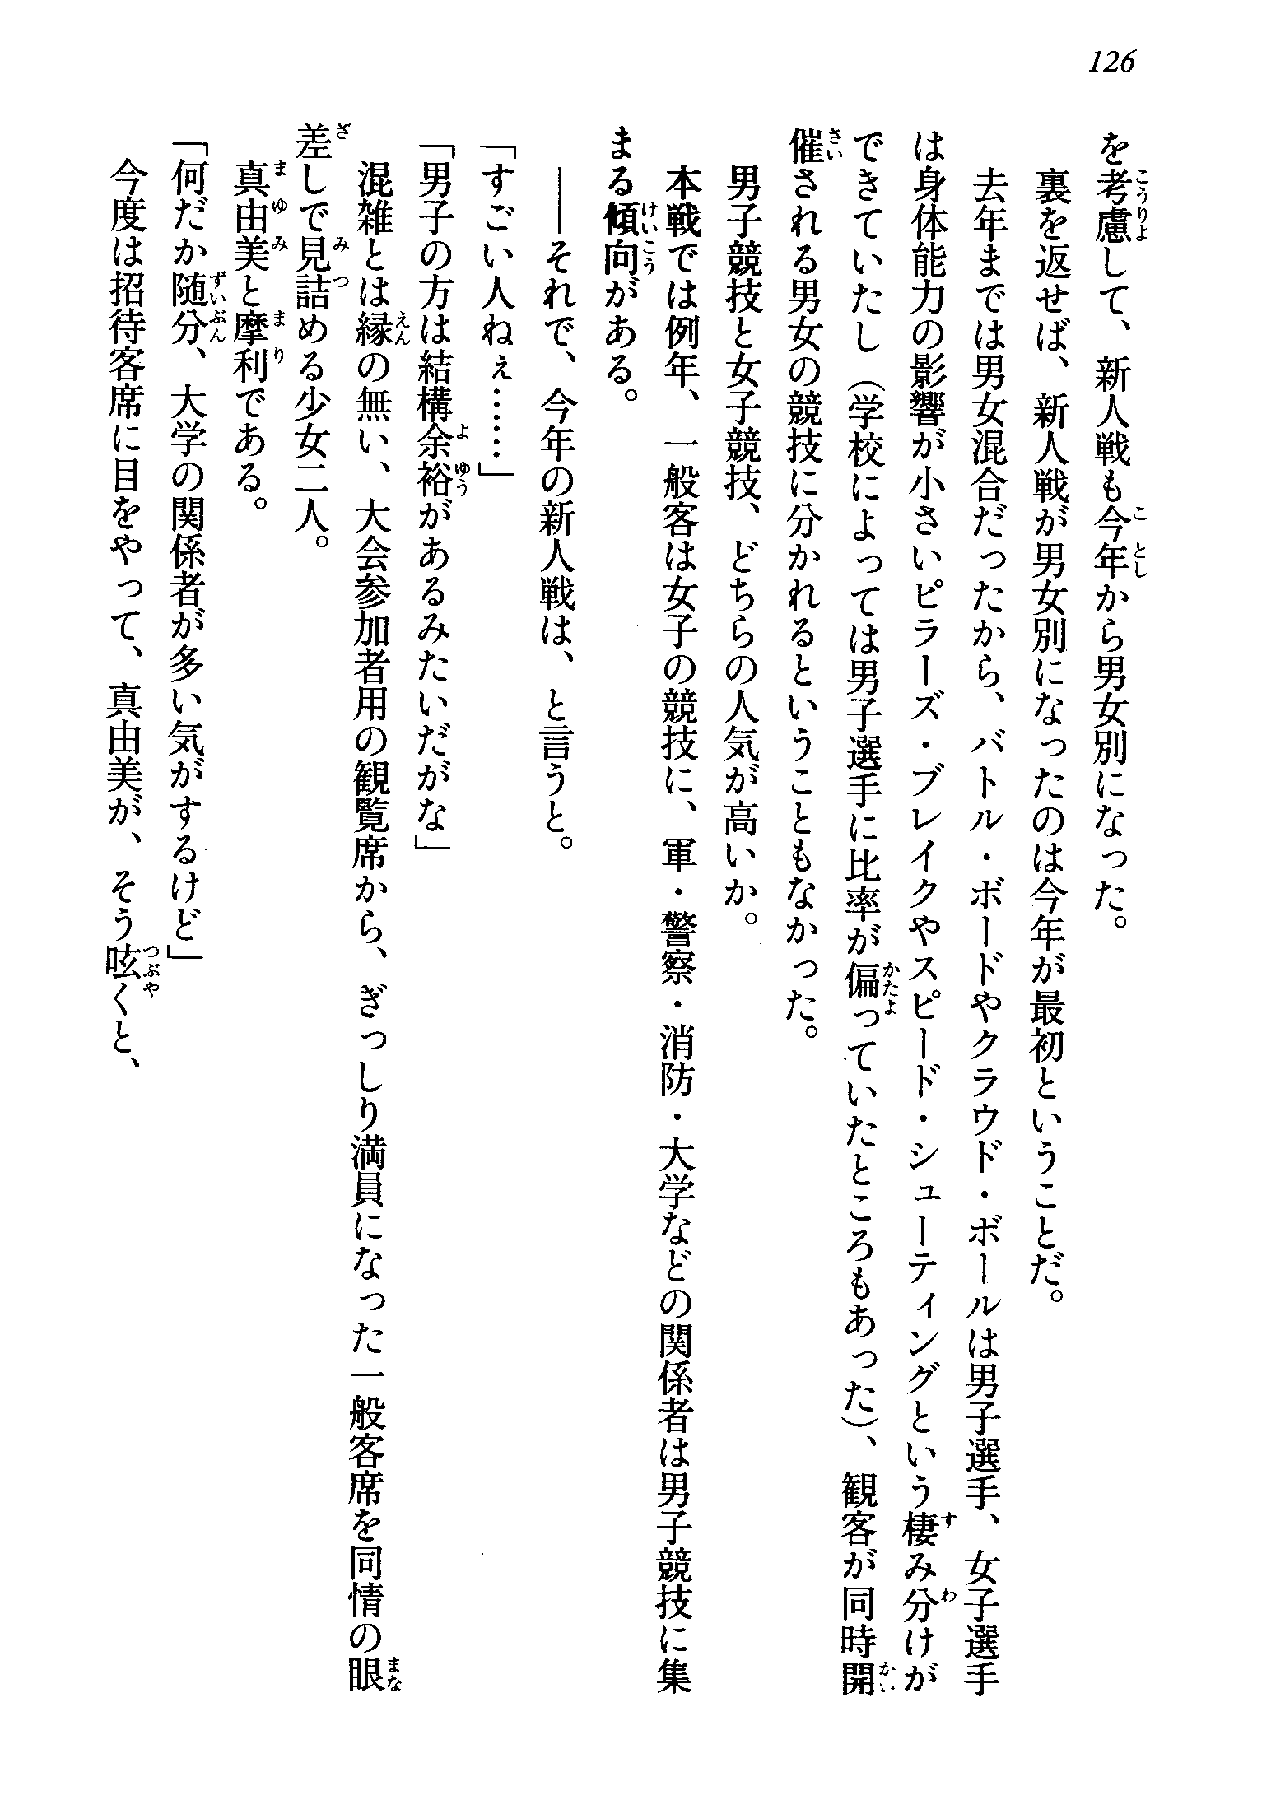 126
を考慮して、新人戦も今年から男女別になった。
裏を返せば、新人戦が男女別になったのは今年が最初ということだ。
去年までは男女混合だったから、バトル・ボードやクラウド・ボールは男子選手、女子選手
は身体能力の影響が小さいピラーズ・ブレイクやスピード・シューティングという棲み分けが
できていたし（学校によっては男子選手に比率が偏っていたところもあった）、観客が同時開
催される男女の競技に分かれるということもなかった。
男子競技と女子競技、どちらの人気が高いか。
本戦では例年、一般客は女子の競技に、軍・警察・消防・大学などの関係者は男子競技に集
まる傾向がある。
――それで、今年の新人戦は、と言うと。
「すごい人ねぇ……」
「男子の方は結構余裕があるみたいだがな」
混雑とは縁の無い、大会参加者用の観覧席から、ぎっしり満員になった一般客席を同情の眼
差しで見詰める少女二人。
真由美と摩利である。
「何だか随分、大学の関係者が多い気がするけど」
今度は招待客席に目をやって、真由美が、そう呟くと、